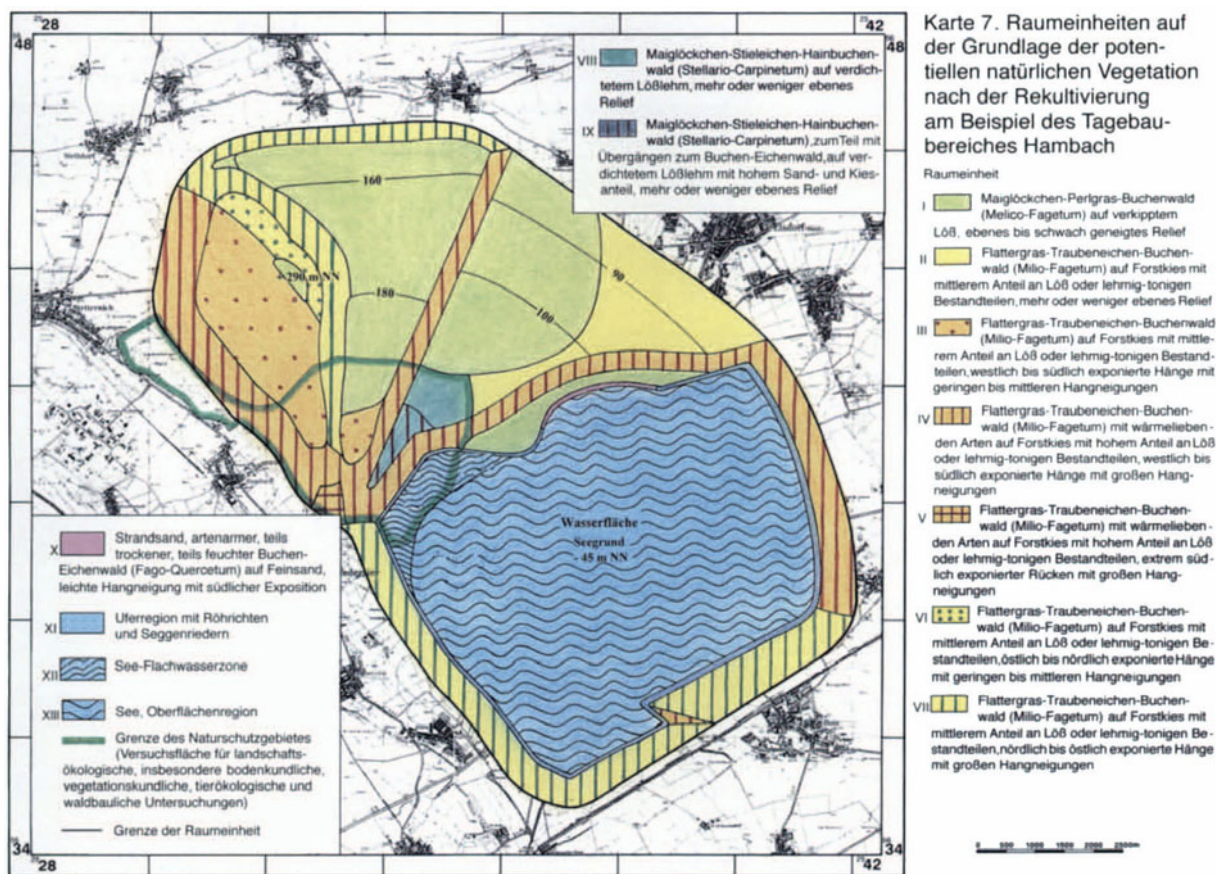 Karte 7. Raumeinheiten auf
der Grundlage der poten-
tiellen natürlichen Vegetation
nach der Rekultivierung
am Beispiel des Tagebau-
bereiches Hambach
Raumeinheit
I Maiglöckchen-Perlgras-Buchenwald
(Melico-Fagetum) auf verkipptem
Löß, ebenes bis schwach geneigtes Relief
II Flattergras-Traubeneichen-Buchen-
wald (Milio-Fagetum) auf Forstkies mit
mittlerem Anteil an Löß oder lehmig-tonigen
Bestandteilen, mehr oder weniger ebenes Relief
III Flattergras-Traubeneichen-Buchenwald
(Milio-Fagetum) auf Forstkies mit mittle-
rem Anteil an Löß oder lehmig-tonigen Bestand-
teilen, westlich bis südlich exponierte Hänge mit
geringen bis mittleren Hangneigungen
IV Flattergras-Traubeneichen-Buchen-
wald (Milio-Fagetum) mit wärmelieben-
den Arten auf Forstkies mit hohem Anteil an Löß
oder lehmig-tonigen Bestandteilen, westlich bis
südlich exponierte Hänge mit großen Hang-
neigungen
V Flattergras-Traubeneichen-Buchen-
wald (Milio-Fagetum) mit wärmelieben-
den Arten auf Forstkies mit hohem Anteil an Löß
oder lehmig-tonigen Bestandteilen, extrem süd-
lich exponierter Rücken mit großen Hang-
neigungen
VI Flattergras-Traubeneichen-Buchen-
wald (Milio-Fagetum) auf Forstkies mit
mittlerem Anteil an Löß oder lehmig-tonigen Be-
standteilen, östlich bis nördlich exponierte Hänge
mit geringen bis mittleren Hangneigungen
VII Flattergras-Traubeneichen-Buchen-
wald (Milio-Fagetum) auf Forstkies mit
mittlerem Anteil an Löß oder lehmig-tonigen Be-
standteilen, nördlich bis östlich exponierte Hänge
mit großen Hangneigungen
VIII Maiglöckchen-Stieleichen-Hainbuchen-
wald (Stellario-Carpinetum) auf verdich-
tetem Lößlehm, mehr oder weniger ebenes
Relief
IX Maiglöckchen-Stieleichen-Hainbuchen-
wald (Stellario-Carpinetum), zum Teil mit
Übergängen zum Buchen-Eichenwald, auf ver-
dichtetem Lößlehm mit hohem Sand- und Kies-
anteil, mehr oder weniger ebenes Relief
X Strandsand, artenarmer, teils
trockener, teils feuchter Buchen-
Eichenwald (Fago-Quercetum) auf Feinsand,
leichte Hangneigung mit südlicher Exposition
XI Uferregion mit Röhrichten
und Seggenriedern
XII See-Flachwasserzone
XIII See, Oberflächenregion
Grenze des Naturschutzgebietes
(Versuchsfläche für landschafts-
ökologische, insbesondere bodenkundliche,
vegetationskundliche, tierökologische und
waldbauliche Untersuchungen)
Grenze der Raumeinheit
28
42
48
48
160
+ 290 m NN
180
100
90
Wasserfläche
Seegrund
- 45 m NN
34
28
34
42
0 500 1000 1500 2000 2500m